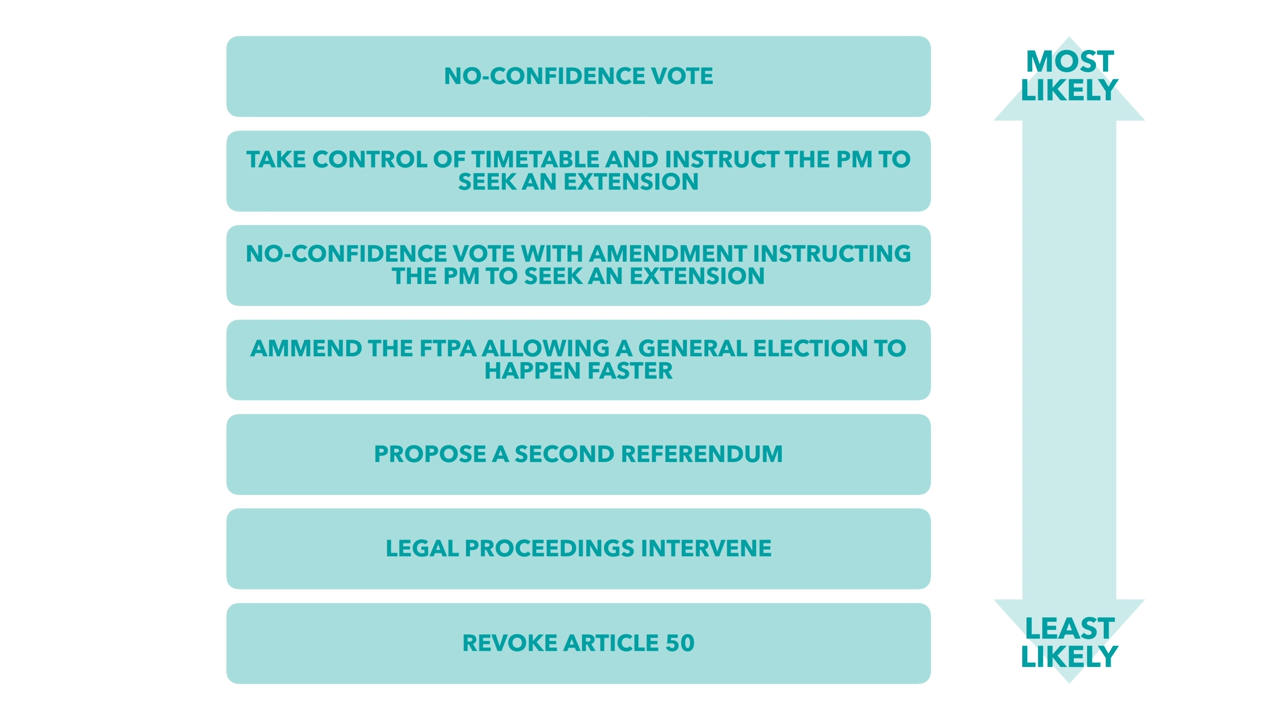 NO-CONFIDENCE VOTE
TAKE CONTROL OF TIMETABLE AND INSTRUCT THE PM TO
SEEK AN EXTENSION
NO-CONFIDENCE VOTE WITH AMENDMENT INSTRUCTING
THE PM TO SEEK AN EXTENSION
AMMEND THE FTPA ALLOWING A GENERAL ELECTION TO
HAPPEN FASTER
PROPOSE A SECOND REFERENDUM
LEGAL PROCEEDINGS INTERVENE
REVOKE ARTICLE 50
MOST
LIKELY
LEAST
LIKELY